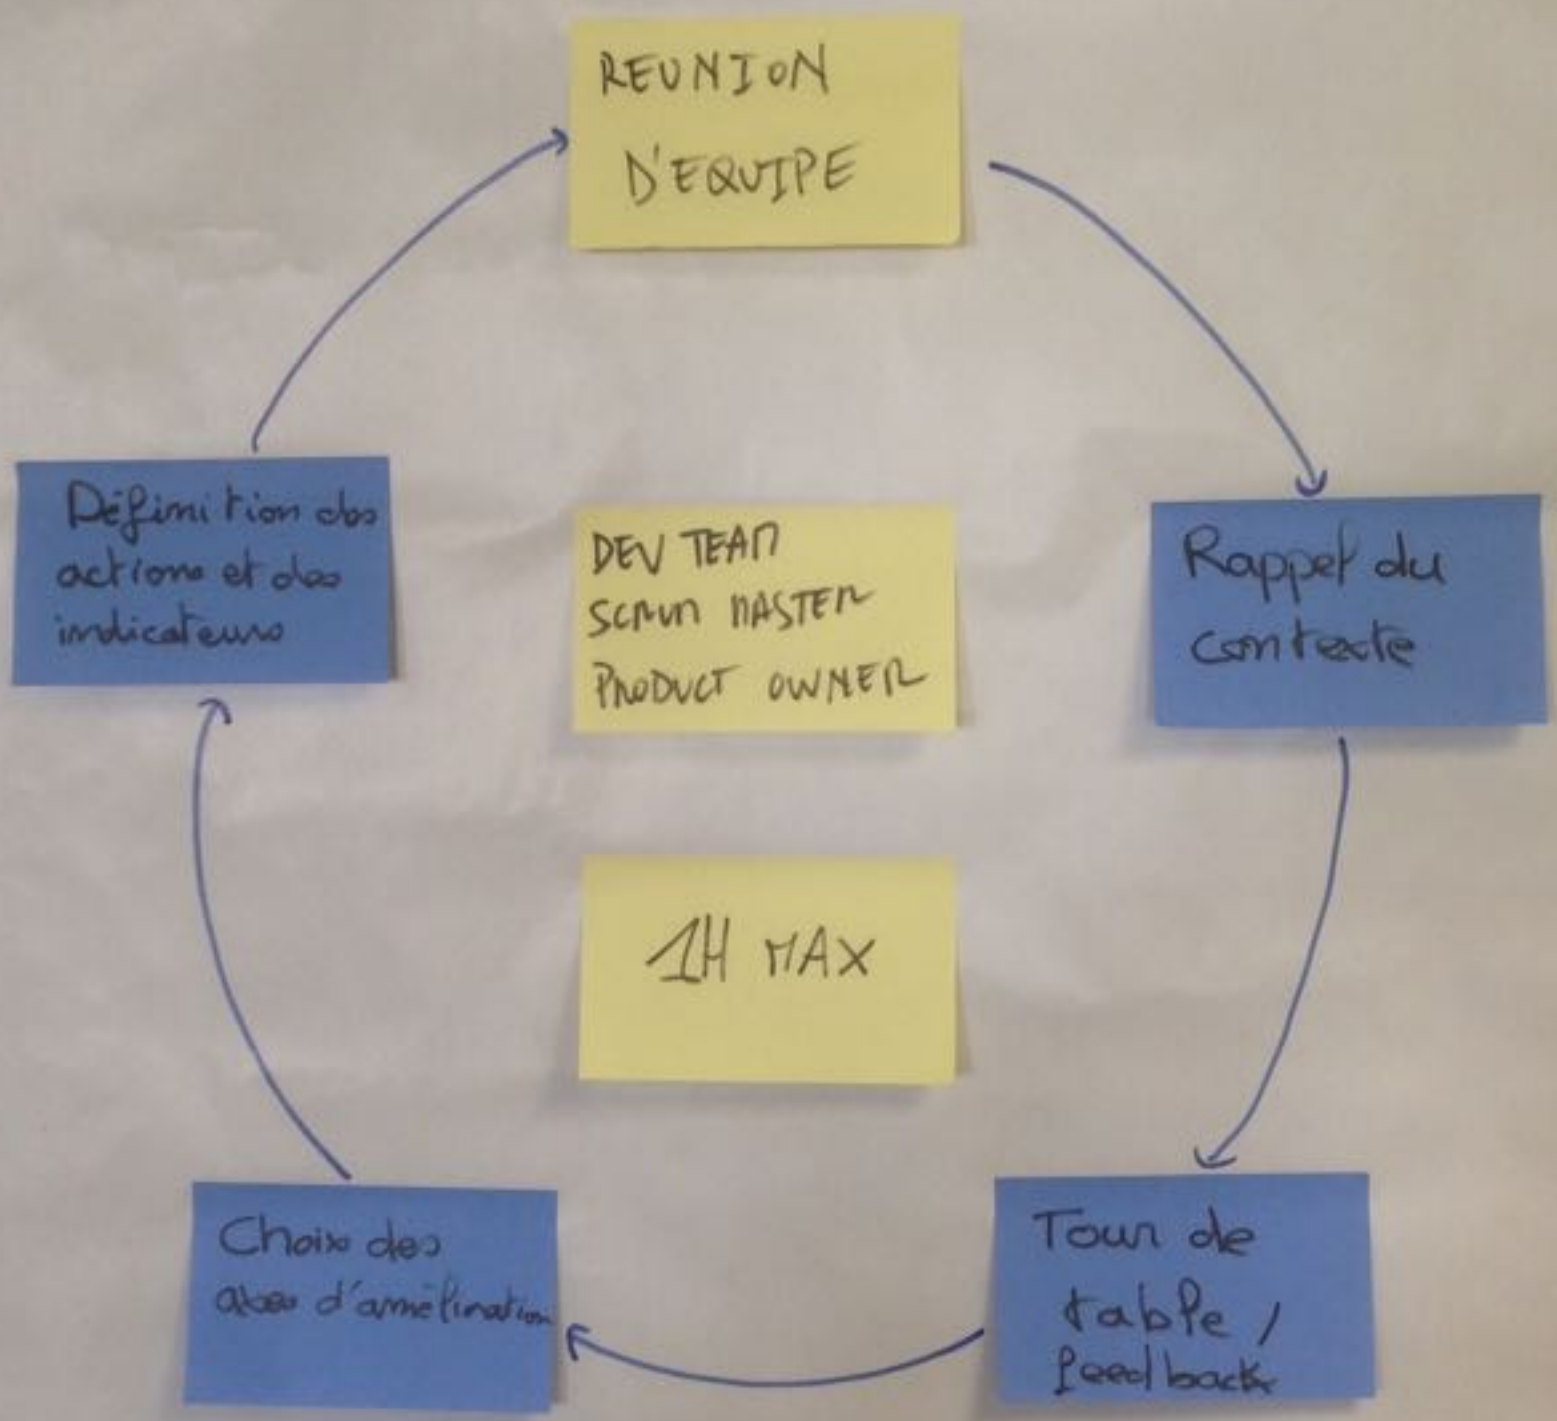 REUNION
D'EQUIPE
Définition des
actions et des
indicateurs
DEV TEAM
SCRUM MASTER
PRODUCT OWNER
Rappel du
contexte
1H MAX
Choix des
axes d'amélioration
Tour de
table /
feedback